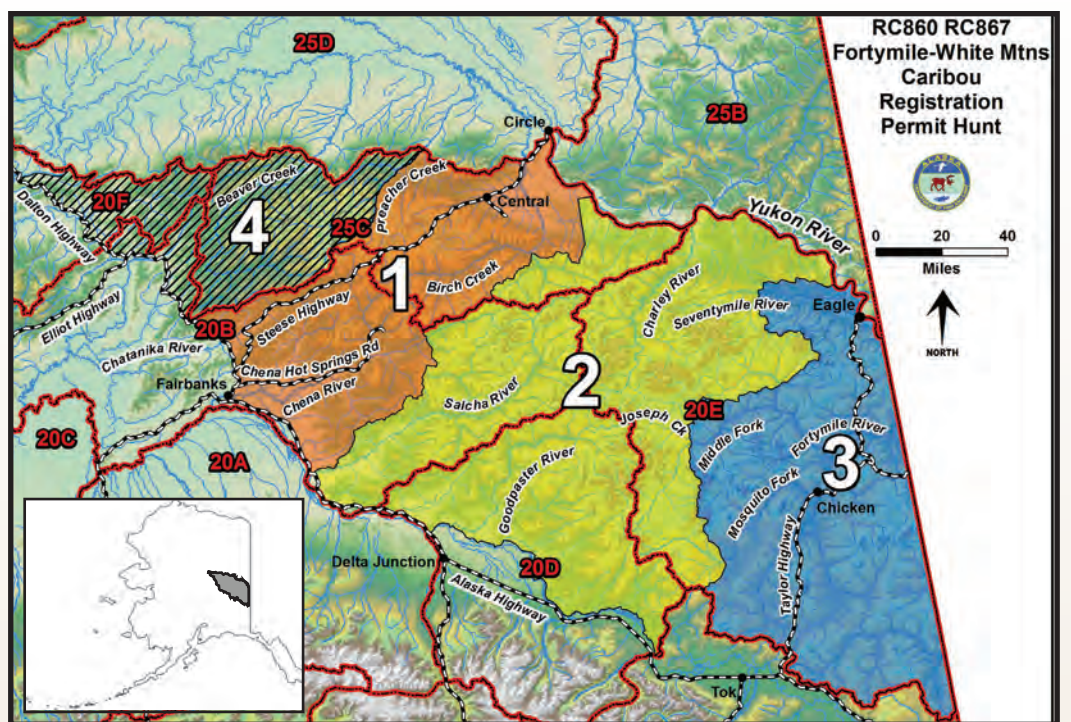 RC860 RC867
Fortymile-White Mtns
Caribou
Registration
Permit Hunt
ALASKA
0 20 40
Miles
NORTH
25D
25B
Circle
Preacher Creek
Beaver Creek
Central
20F
Dalton Highway
4
25C
Yukon River
1
Birch Creek
Charley River
Seventymile River
Eagle
Elliot Highway
20B
Steese Highway
Chatanika River
Chena Hot Springs Rd
Fairbanks
Chena River
2
Salcha River
Joseph Ck
20E
Middle Fork
Fortymile River
20C
20A
3
Goodpaster River
Mosquito Fork
Chicken
Taylor Highway
Delta Junction
20D
Alaska Highway
Tok